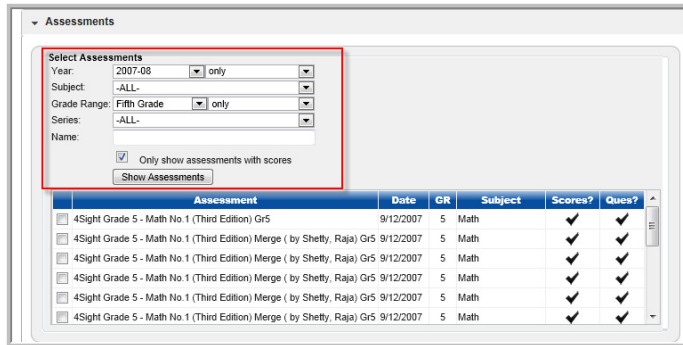 Assessments
Select Assessments
Year: 2007-08 only
Subject: -ALL-
Grade Range: Fifth Grade only
Series: -ALL-
Name:
Only show assessments with scores
Show Assessments
Assessment Date GR Subject Scores? Ques?
4Sight Grade 5 - Math No.1 (Third Edition) Gr5 9/12/2007 5 Math
4Sight Grade 5 - Math No.1 (Third Edition) Merge ( by Shetty, Raja) Gr5 9/12/2007 5 Math
4Sight Grade 5 - Math No.1 (Third Edition) Merge ( by Shetty, Raja) Gr5 9/12/2007 5 Math
4Sight Grade 5 - Math No.1 (Third Edition) Merge ( by Shetty, Raja) Gr5 9/12/2007 5 Math
4Sight Grade 5 - Math No.1 (Third Edition) Merge ( by Shetty, Raja) Gr5 9/12/2007 5 Math
4Sight Grade 5 - Math No.1 (Third Edition) Merge ( by Shetty, Raja) Gr5 9/12/2007 5 Math